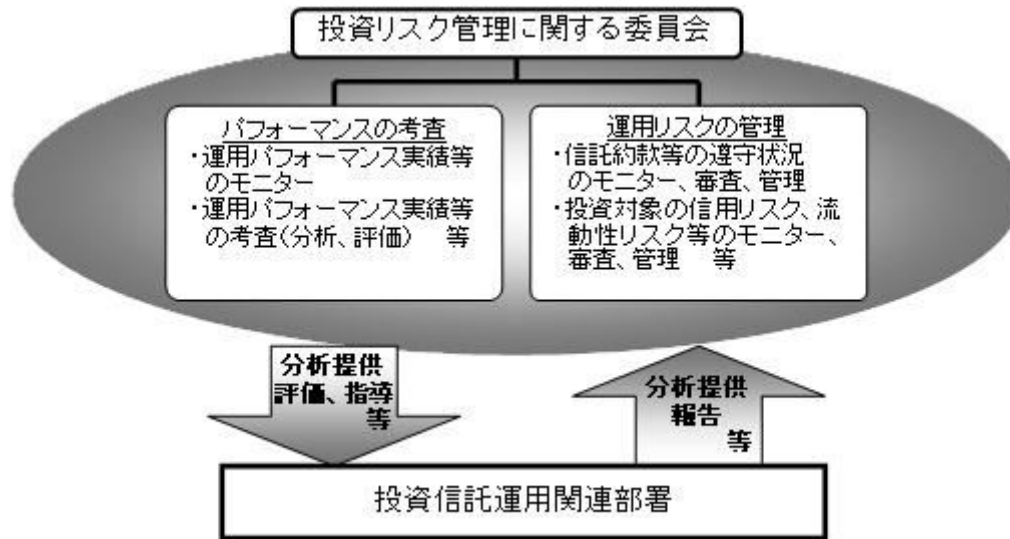 投資リスク管理に関する委員会
パフォーマンスの考査
・運用パフォーマンス実績等
のモニター
・運用パフォーマンス実績等
の考査(分析、評価) 等
運用リスクの管理
・信託約款等の遵守状況
のモニター、審査、管理
・投資対象の信用リスク、流
動性リスク等のモニター、
審査、管理 等
分析提供
評価、指導
等
分析提供
報告
等
投資信託運用関連部署